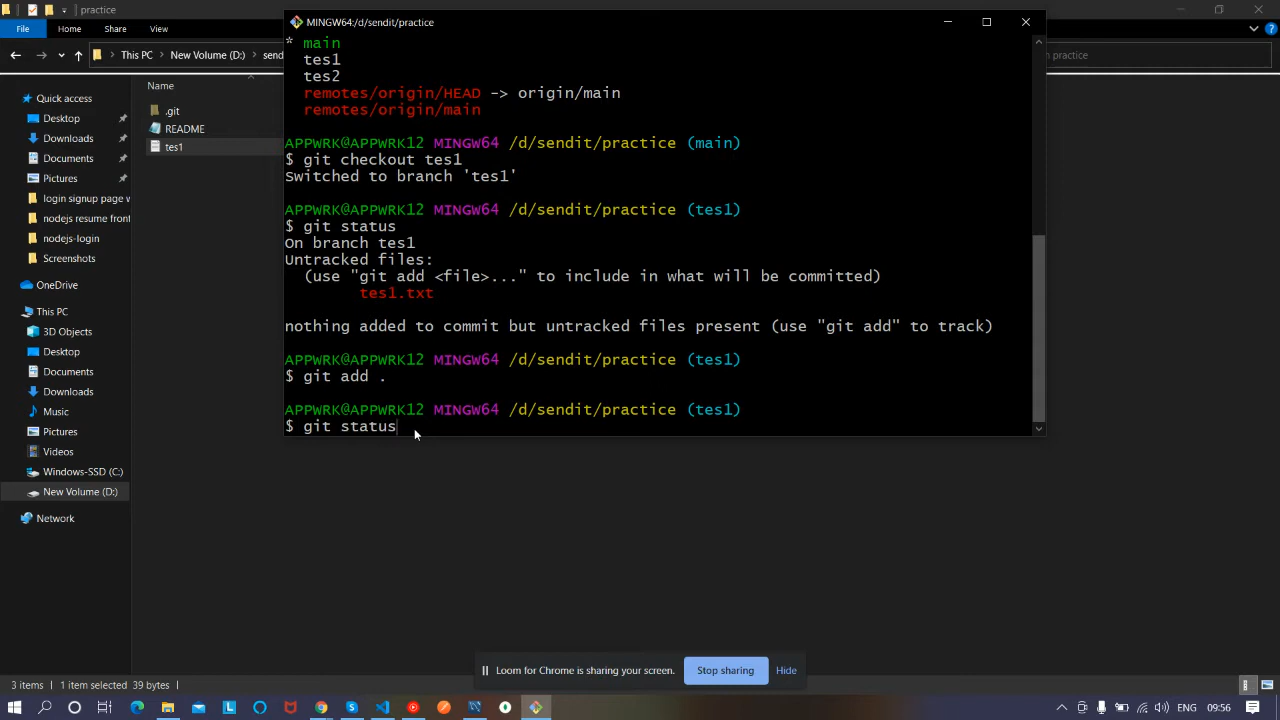 practice
File
Home
Share
View
This PC
New Volume (D:)
send
practice
Name
.git
README
tes1
Quick access
Desktop
Downloads
Documents
Pictures
login signup page w
nodejs resume front
nodejs-login
Screenshots
OneDrive
This PC
3D Objects
Desktop
Documents
Downloads
Music
Pictures
Videos
Windows-SSD (C:)
New Volume (D:)
Network
MINGW64:/d/sendit/practice
* main
tes1
tes2
remotes/origin/HEAD -> origin/main
remotes/origin/main
APPWRK@APPWRK12 MINGW64 /d/sendit/practice (main)
$ git checkout tes1
Switched to branch 'tes1'
APPWRK@APPWRK12 MINGW64 /d/sendit/practice (tes1)
$ git status
On branch tes1
Untracked files:
(use "git add <file>..." to include in what will be committed)
tes1.txt
nothing added to commit but untracked files present (use "git add" to track)
APPWRK@APPWRK12 MINGW64 /d/sendit/practice (tes1)
$ git add .
APPWRK@APPWRK12 MINGW64 /d/sendit/practice (tes1)
$ git status
Loom for Chrome is sharing your screen.
Stop sharing
Hide
3 items
1 item selected 39 bytes
ENG
09:56